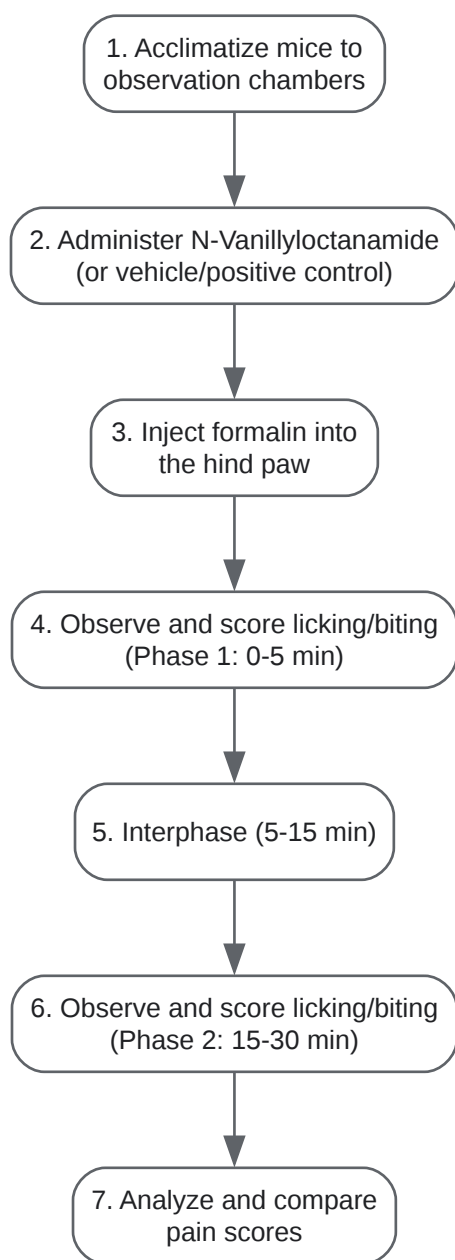 1. Acclimatize mice to
observation chambers
2. Administer N-Vanillyloctanamide
(or vehicle/positive control)
3. Inject formalin into
the hind paw
4. Observe and score licking/biting
(Phase 1: 0-5 min)
5. Interphase (5-15 min)
6. Observe and score licking/biting
(Phase 2: 15-30 min)
7. Analyze and compare
pain scores